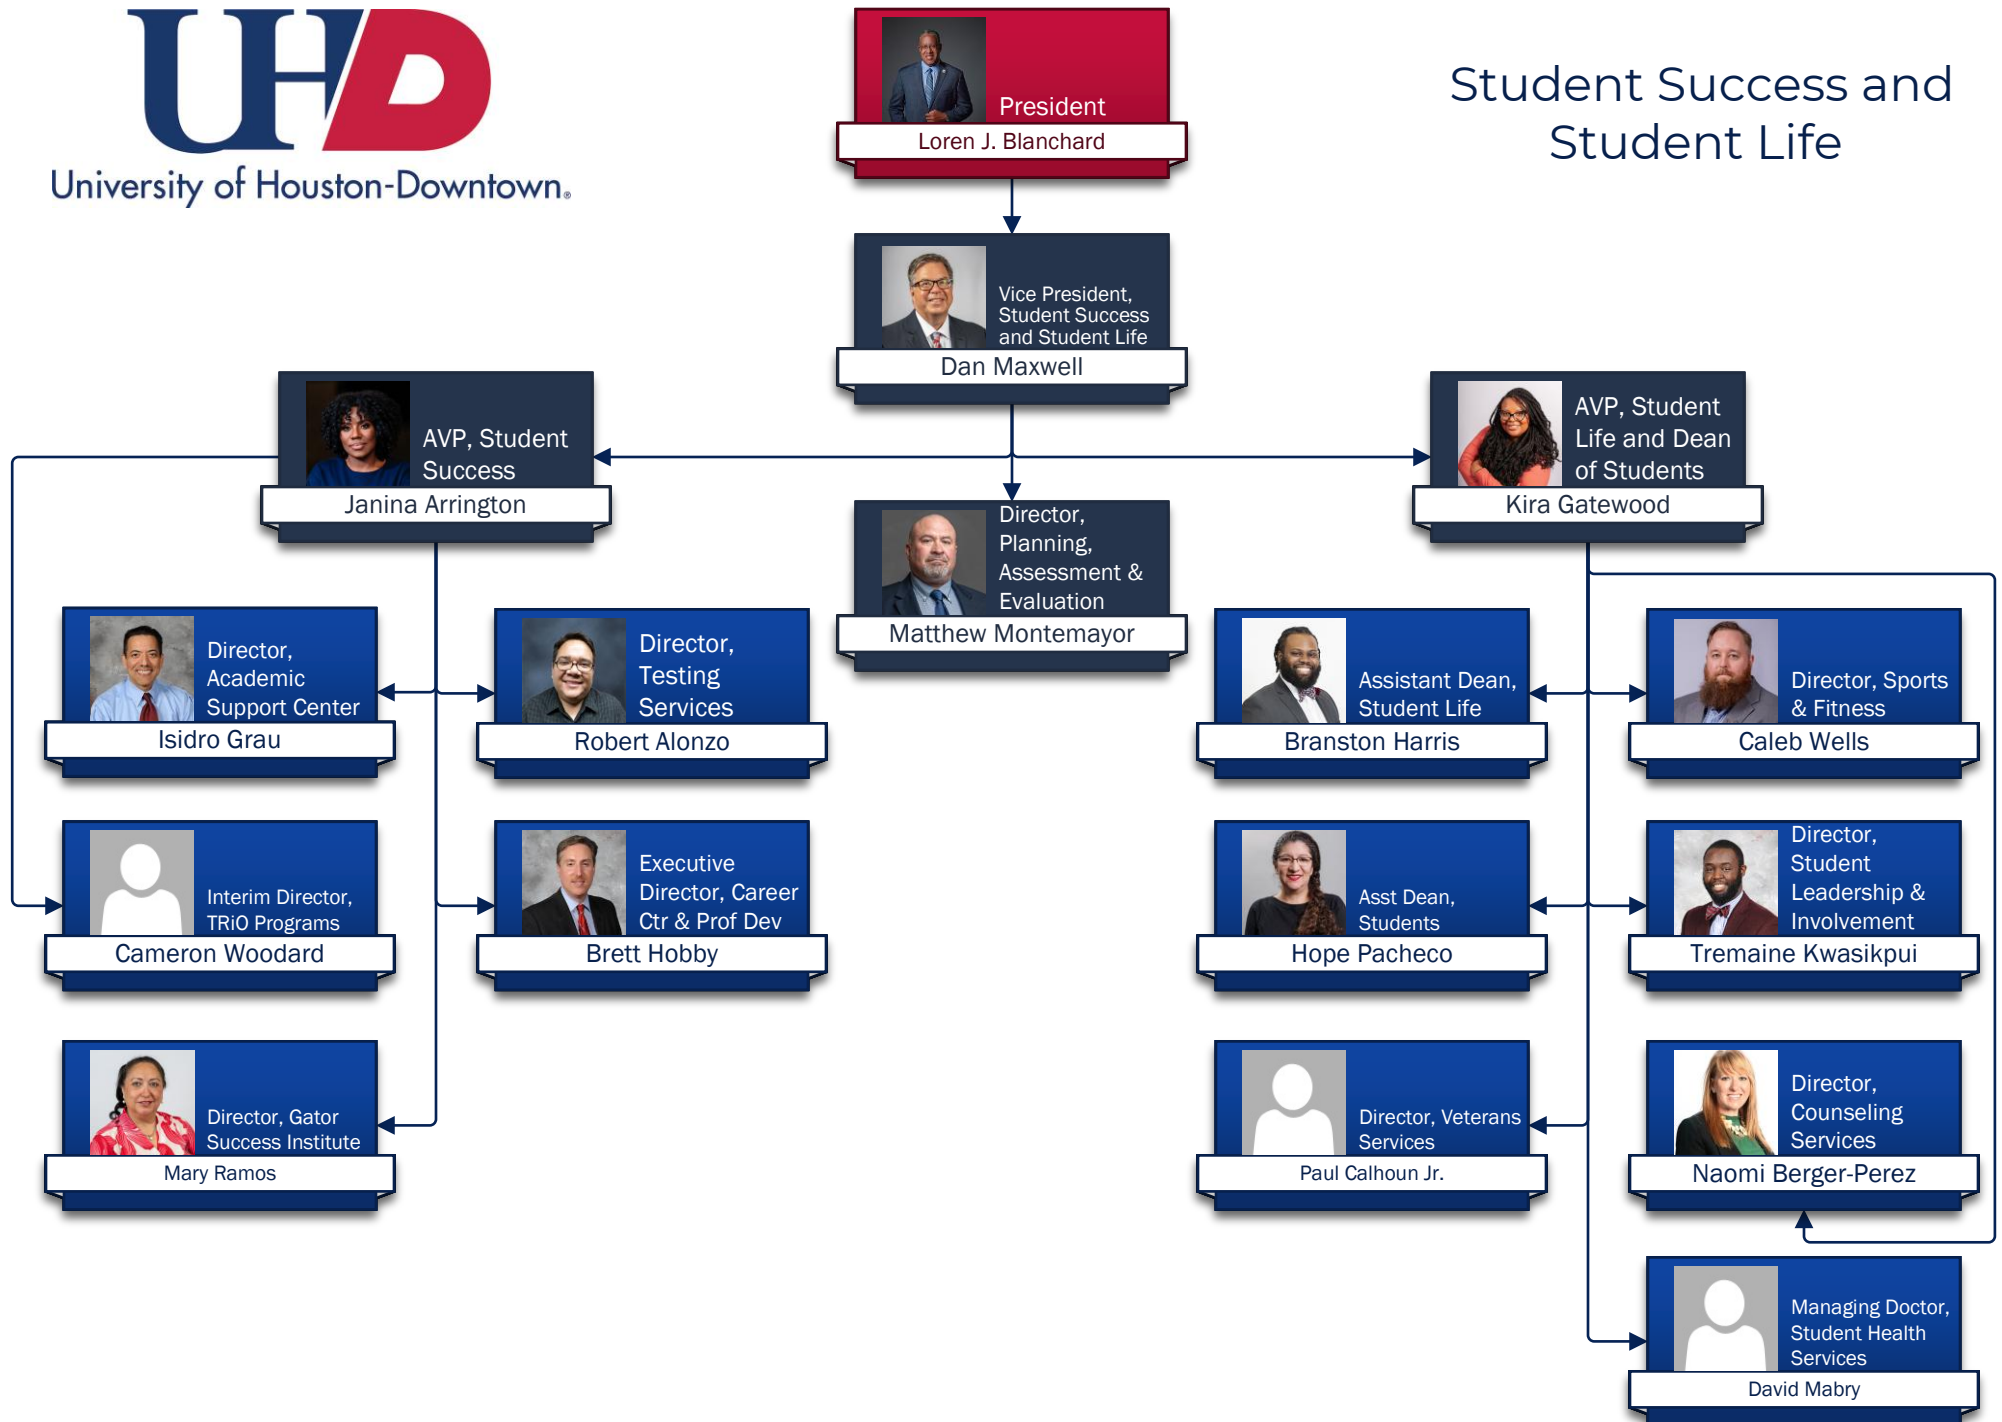 UHD
University of Houston-Downtown®
Student Success and
Student Life
President
Loren J. Blanchard
Vice President,
Student Success
and Student Life
Dan Maxwell
AVP, Student
Success
Janina Arrington
Director,
Planning,
Assessment &
Evaluation
Matthew Montemayor
AVP, Student
Life and Dean
of Students
Kira Gatewood
Director,
Academic
Support Center
Isidro Grau
Director,
Testing
Services
Robert Alonzo
Assistant Dean,
Student Life
Branston Harris
Director, Sports
& Fitness
Caleb Wells
Interim Director,
TRiO Programs
Cameron Woodard
Executive
Director, Career
Ctr & Prof Dev
Brett Hobby
Asst Dean,
Students
Hope Pacheco
Director,
Student
Leadership &
Involvement
Tremaine Kwasikpui
Director, Gator
Success Institute
Mary Ramos
Director, Veterans
Services
Paul Calhoun Jr.
Director,
Counseling
Services
Naomi Berger-Perez
Managing Doctor,
Student Health
Services
David Mabry